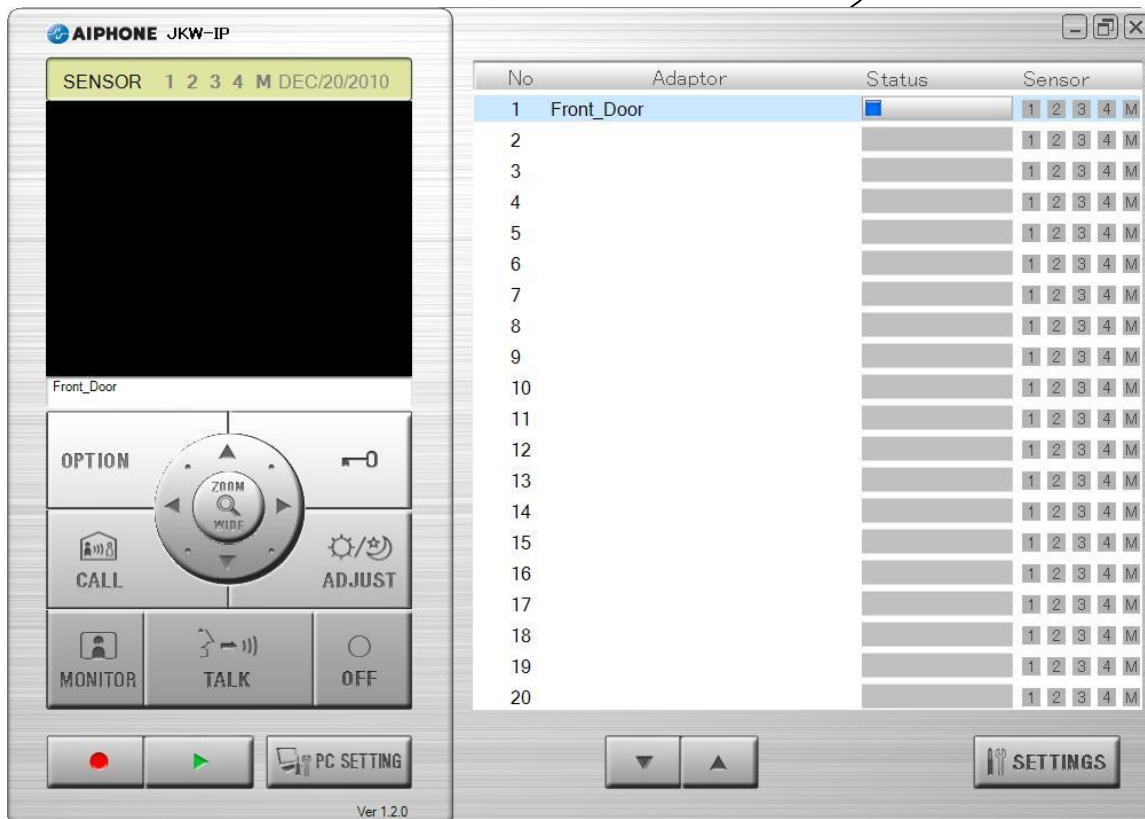 AIPHONE JKW-IP
SENSOR 1 2 3 4 M DEC/20/2010
Front_Door
OPTION
ZOOM
WIDE
CALL
ADJUST
MONITOR
TALK
OFF
PC SETTING
Ver 1.2.0
No Adaptor Status Sensor
1 Front_Door 1 2 3 4 M
2 1 2 3 4 M
3 1 2 3 4 M
4 1 2 3 4 M
5 1 2 3 4 M
6 1 2 3 4 M
7 1 2 3 4 M
8 1 2 3 4 M
9 1 2 3 4 M
10 1 2 3 4 M
11 1 2 3 4 M
12 1 2 3 4 M
13 1 2 3 4 M
14 1 2 3 4 M
15 1 2 3 4 M
16 1 2 3 4 M
17 1 2 3 4 M
18 1 2 3 4 M
19 1 2 3 4 M
20 1 2 3 4 M
SETTINGS